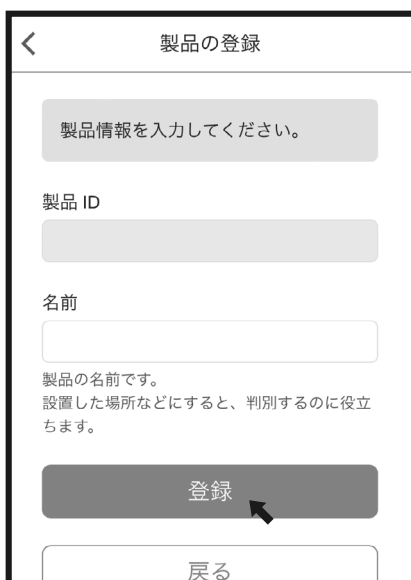 製品の登録
製品情報を入力してください。
製品 ID
名前
製品の名前です。
設置した場所などにすると、判別するのに役立
ちます。
登録
戻る